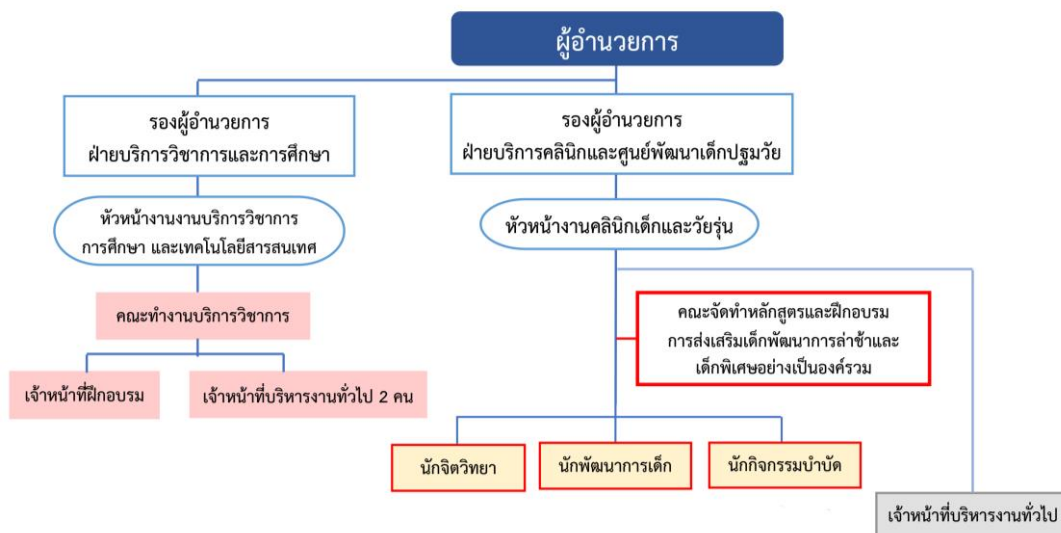 ผู้อำนวยการ
รองผู้อำนวยการ
ฝ่ายบริการวิชาการและการศึกษา
รองผู้อำนวยการ
ฝ่ายบริการคลินิกและศูนย์พัฒนาเด็กปฐมวัย
หัวหน้างานงานบริการวิชาการ
การศึกษา และเทคโนโลยีสารสนเทศ
หัวหน้างานคลินิกเด็กและวัยรุ่น
คณะทำงานบริการวิชาการ
คณะจัดทำหลักสูตรและฝึกอบรม
การส่งเสริมเด็กพัฒนาการล่าช้าและ
เด็กพิเศษอย่างเป็นองค์รวม
เจ้าหน้าที่ฝึกอบรม
เจ้าหน้าที่บริหารงานทั่วไป 2 คน
นักจิตวิทยา
นักพัฒนาการเด็ก
นักกิจกรรมบำบัด
เจ้าหน้าที่บริหารงานทั่วไป